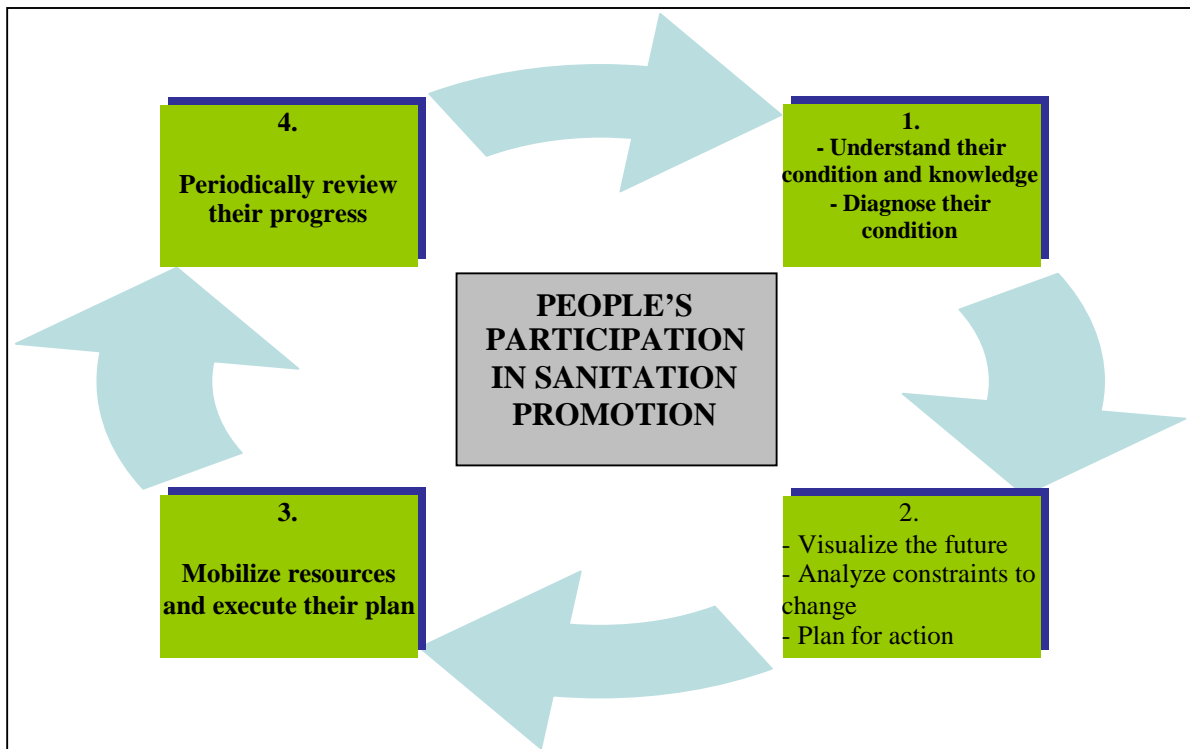 4.
Periodically review
their progress
1.
- Understand their
condition and knowledge
- Diagnose their
condition
PEOPLE’S
PARTICIPATION
IN SANITATION
PROMOTION
3.
Mobilize resources
and execute their plan
2.
- Visualize the future
- Analyze constraints to
change
- Plan for action